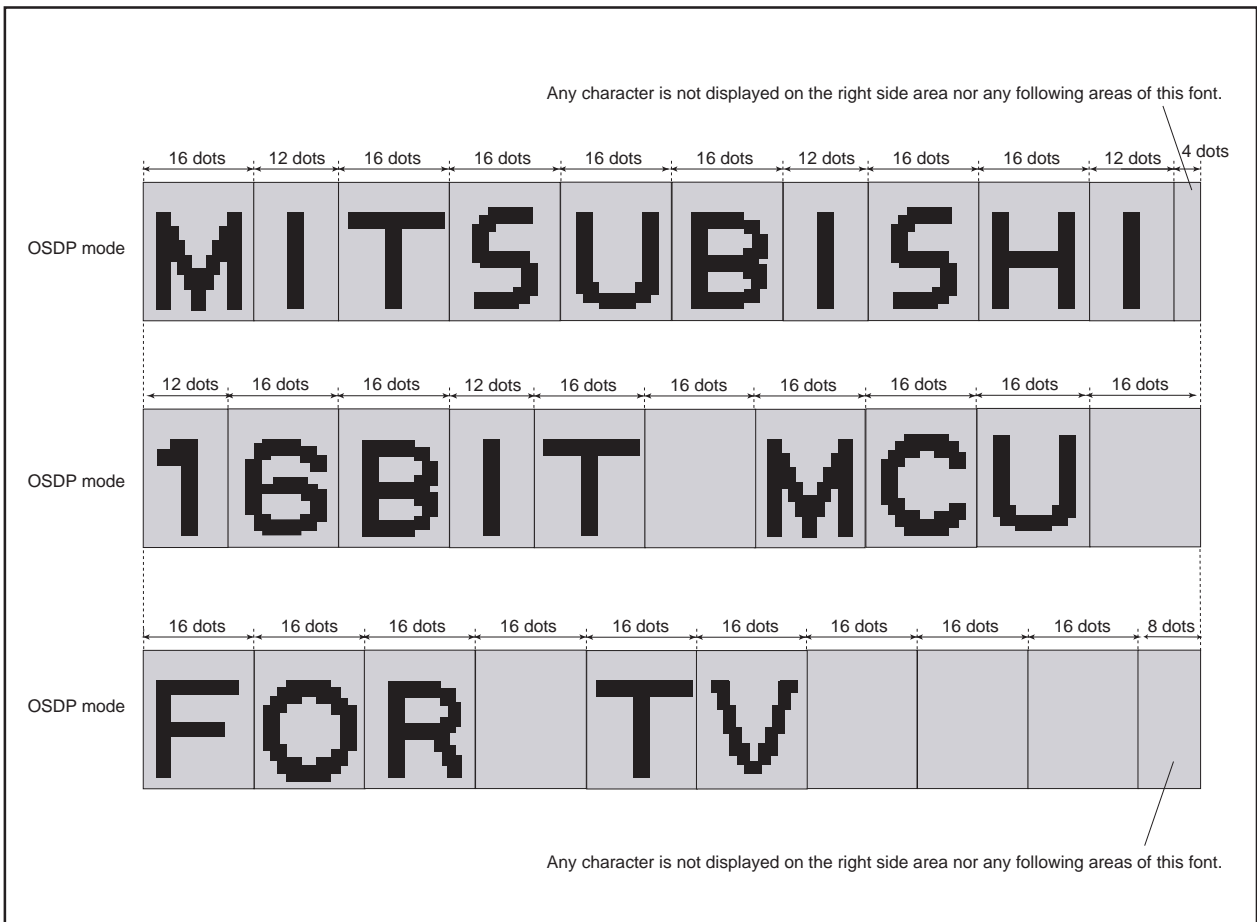 Any character is not displayed on the right side area nor any following areas of this font.
16 dots 12 dots 16 dots 16 dots 16 dots 16 dots 12 dots 16 dots 16 dots 12 dots 4 dots
OSDP mode MITSUBISHI
12 dots 16 dots 16 dots 12 dots 16 dots 16 dots 16 dots 16 dots 16 dots 16 dots
OSDP mode 16BIT MCU
16 dots 16 dots 16 dots 16 dots 16 dots 16 dots 16 dots 16 dots 16 dots 8 dots
OSDP mode FOR TV
Any character is not displayed on the right side area nor any following areas of this font.